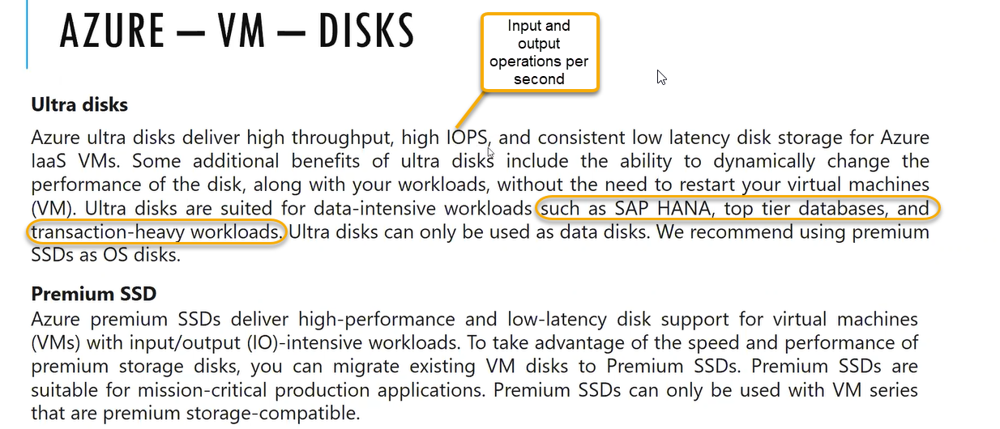 AZURE – VM – DISKS
Input and
output
operations per
second
Ultra disks
Azure ultra disks deliver high throughput, high IOPS, and consistent low latency disk storage for Azure
IaaS VMs. Some additional benefits of ultra disks include the ability to dynamically change the
performance of the disk, along with your workloads, without the need to restart your virtual machines
(VM). Ultra disks are suited for data-intensive workloads such as SAP HANA, top tier databases, and
transaction-heavy workloads. Ultra disks can only be used as data disks. We recommend using premium
SSDs as OS disks.
Premium SSD
Azure premium SSDs deliver high-performance and low-latency disk support for virtual machines
(VMs) with input/output (IO)-intensive workloads. To take advantage of the speed and performance of
premium storage disks, you can migrate existing VM disks to Premium SSDs. Premium SSDs are
suitable for mission-critical production applications. Premium SSDs can only be used with VM series
that are premium storage-compatible.